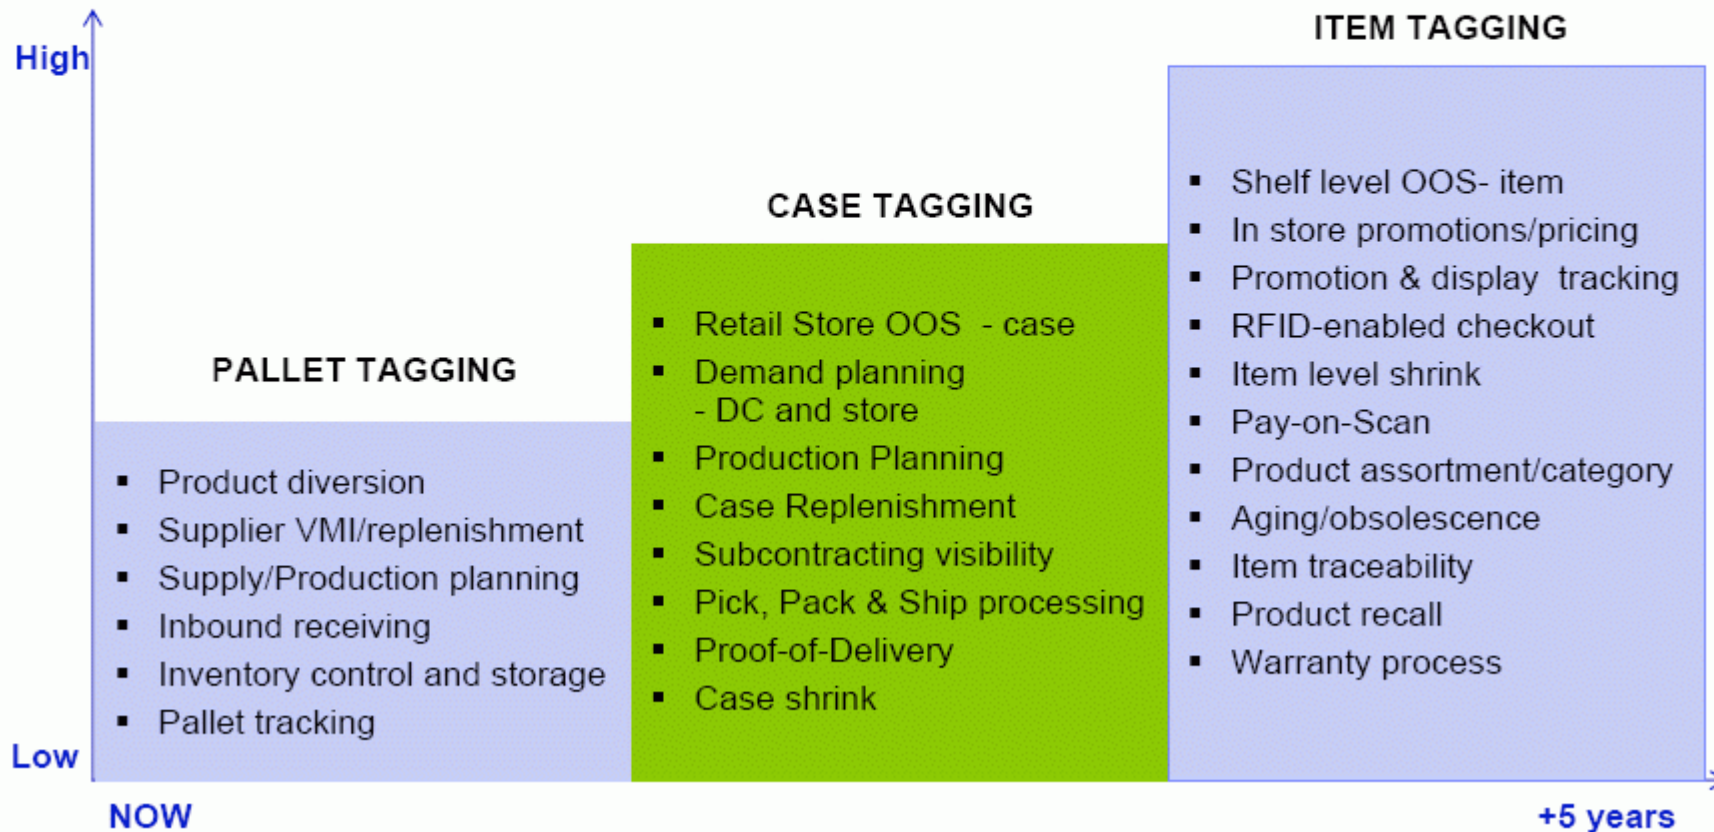 High
ITEM TAGGING
▪ Shelf level OOS- item
▪ In store promotions/pricing
▪ Promotion & display tracking
▪ RFID-enabled checkout
▪ Item level shrink
▪ Pay-on-Scan
▪ Product assortment/category
▪ Aging/obsolescence
▪ Item traceability
▪ Product recall
▪ Warranty process
CASE TAGGING
▪ Retail Store OOS - case
▪ Demand planning
- DC and store
▪ Production Planning
▪ Case Replenishment
▪ Subcontracting visibility
▪ Pick, Pack & Ship processing
▪ Proof-of-Delivery
▪ Case shrink
PALLET TAGGING
▪ Product diversion
▪ Supplier VMI/replenishment
▪ Supply/Production planning
▪ Inbound receiving
▪ Inventory control and storage
▪ Pallet tracking
Low
NOW
+5 years